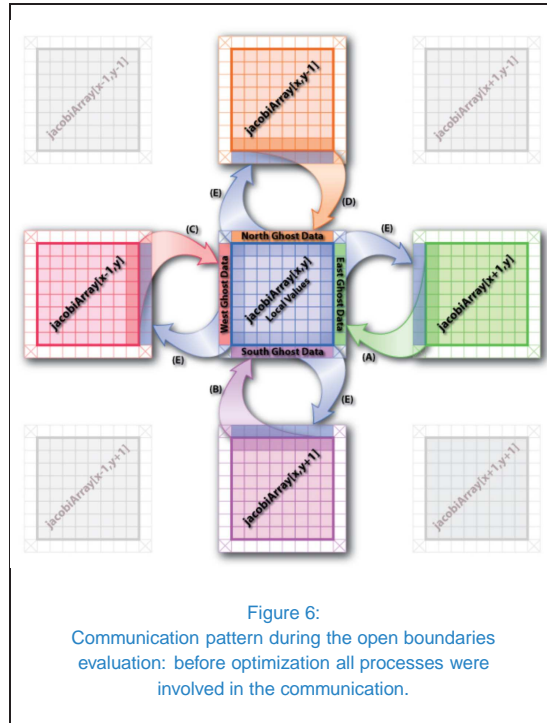 jacobiArray[x-1,y-1]
jacobiArray[x,y-1]
jacobiArray[x+1,y-1]
(E)
(D)
(C)
(E)
North Ghost Data
jacobiArray[x-1,y]
West Ghost Data
jacobiArray[x,y]
Local Values
East Ghost Data
jacobiArray[x+1,y]
South Ghost Data
(E)
(A)
(B)
(E)
jacobiArray[x-1,y+1]
jacobiArray[x,y+1]
jacobiArray[x+1,y+1]
Figure 6:
Communication pattern during the open boundaries
evaluation: before optimization all processes were
involved in the communication.